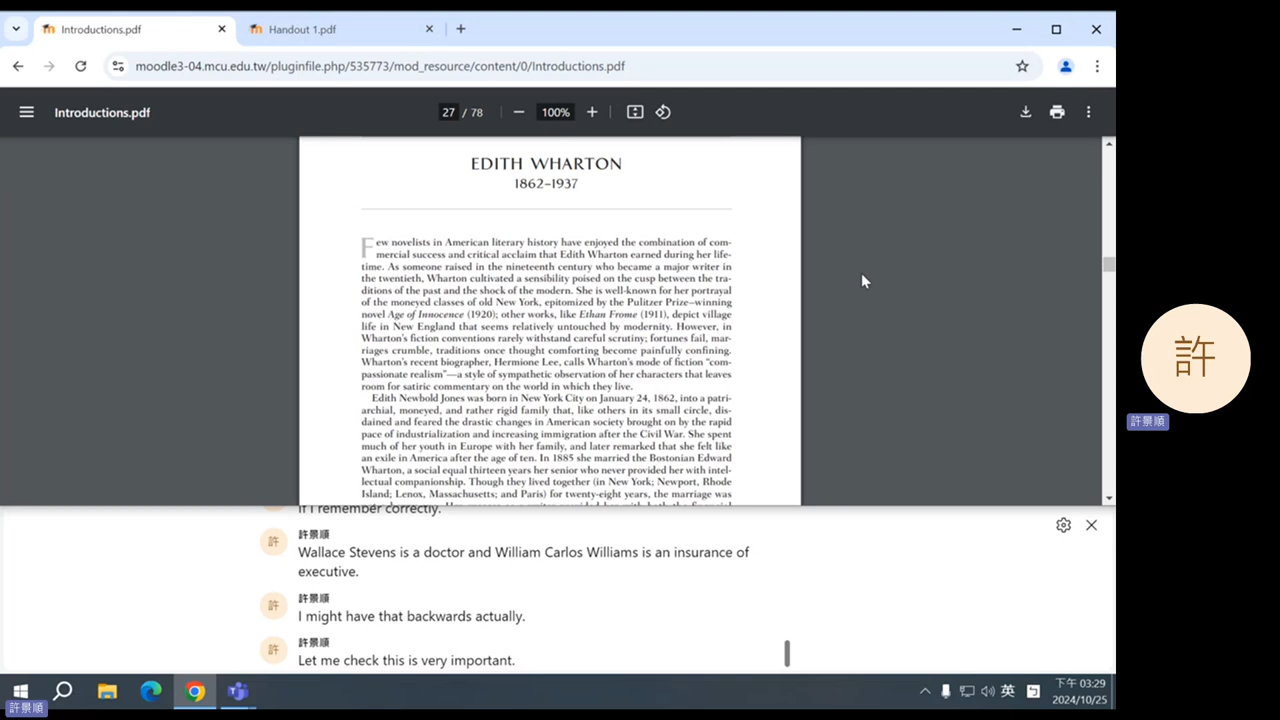 Introductions.pdf
Handout 1.pdf
moodle3-04.mcu.edu.tw/pluginfile.php/535773/mod_resource/content/0/Introductions.pdf
Introductions.pdf
27 / 78
100%
EDITH WHARTON
1862–1937
Few novelists in American literary history have enjoyed the combination of com-
mercial success and critical acclaim that Edith Wharton earned during her life-
time. As someone raised in the nineteenth century who became a major writer in
the twentieth, Wharton cultivated a sensibility poised on the cusp between the tra-
ditions of the past and the shock of the modern. She is well-known for her portrayal
of the moneyed classes of old New York, epitomized by the Pulitzer Prize–winning
novel Age of Innocence (1920); other works, like Ethan Frome (1911), depict village
life in New England that seems relatively untouched by modernity. However, in
Wharton's fiction conventions rarely withstand careful scrutiny; fortunes fail, mar-
riages crumble, traditions once thought comforting become painfully confining.
Wharton's recent biographer, Hermione Lee, calls Wharton's mode of fiction "com-
passionate realism"—a style of sympathetic observation of her characters that leaves
room for satiric commentary on the world in which they live.
Edith Newbold Jones was born in New York City on January 24, 1862, into a patri-
archial, moneyed, and rather rigid family that, like others in its small circle, dis-
dained and feared the drastic changes in American society brought on by the rapid
pace of industrialization and increasing immigration after the Civil War. She spent
much of her youth in Europe with her family, and later remarked that she felt like
an exile in America after the age of ten. In 1885 she married the Bostonian Edward
Wharton, a social equal thirteen years her senior who never provided her with intel-
lectual companionship. Though they lived together (in New York; Newport, Rhode
Island; Lenox, Massachusetts; and Paris) for twenty-eight years, the marriage was
If I remember correctly.
許
許景順
Wallace Stevens is a doctor and William Carlos Williams is an insurance of
executive.
許
許景順
I might have that backwards actually.
許
許景順
Let me check this is very important.
許
許景順
英
下午 03:29
2024/10/25
許景順